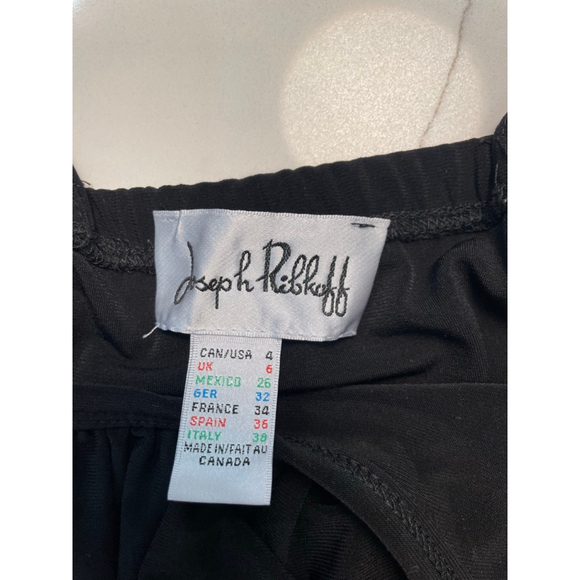 Joseph Ribkoff
CAN/USA 4
UK 6
MEXICO 26
GER 32
FRANCE 34
SPAIN 36
ITALY 38
MADE IN/FAIT AU
CANADA